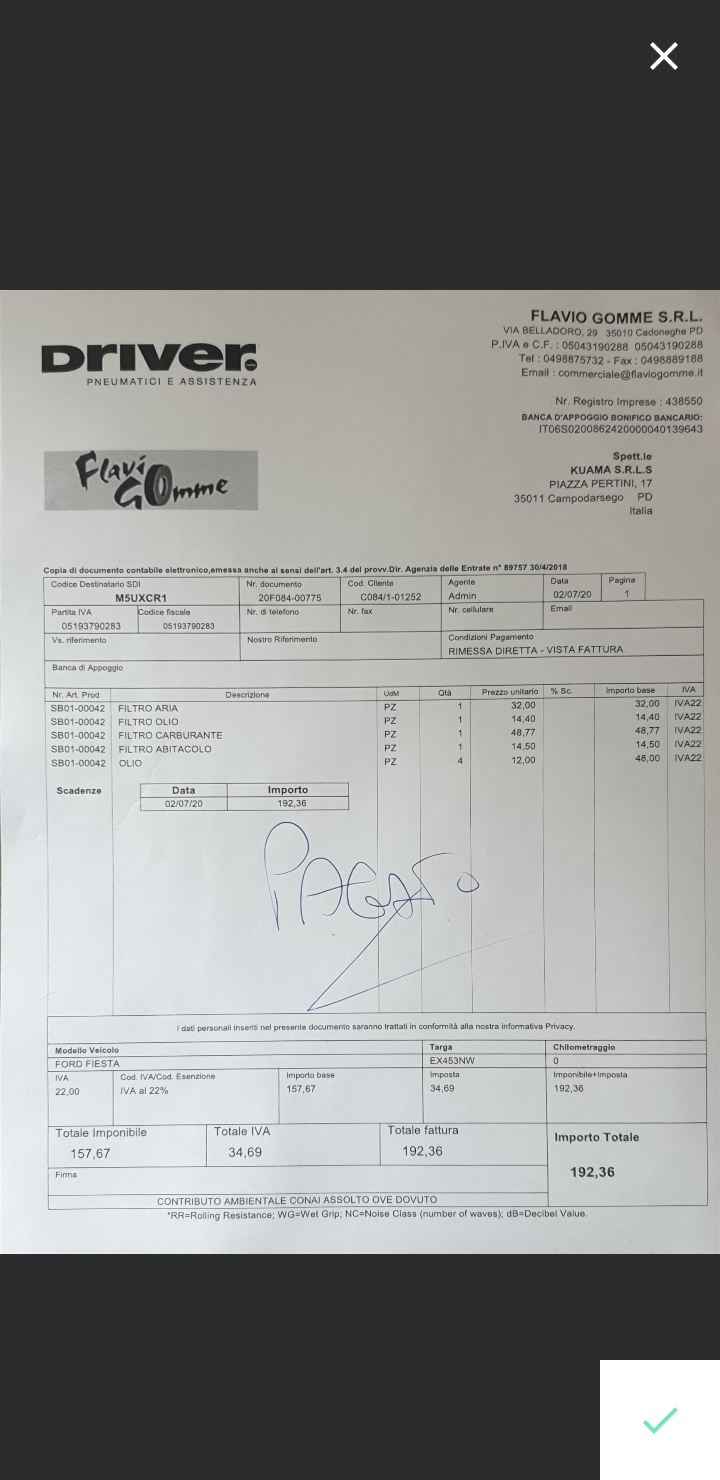 FLAVIO GOMME S.R.L.
VIA BELLADORO, 29 35010 Cadoneghe PD
P.IVA e C.F. : 05043190288 05043190288
Tel : 0498875732 - Fax : 0498889188
Email : commerciale@flaviogomme.it
DRIVER
PNEUMATICI E ASSISTENZA
Nr. Registro Imprese : 438550
BANCA D'APPOGGIO BONIFICO BANCARIO:
IT06S0200862420000040139643
Flavio Gomme
Spett.le
KUAMA S.R.L.S
PIAZZA PERTINI, 17
35011 Campodarsego PD
Italia
Copia di documento contabile elettronico,emessa anche ai sensi dell'art. 3.4 del provv.Dir. Agenzia delle Entrate n° 89757 30/4/2018
Codice Destinatario SDI Nr. documento Cod. Cliente Agente Data Pagina
M5UXCR1 20F084-00775 C084/1-01252 Admin 02/07/20 1
Partita IVA Codice fiscale Nr. di telefono Nr. fax Nr. cellulare Email
05193790283 05193790283
Vs. riferimento Nostro Riferimento Condizioni Pagamento
RIMESSA DIRETTA - VISTA FATTURA
Banca di Appoggio
Nr. Art. Prod Descrizione UdM Qtà Prezzo unitario % Sc. Importo base IVA
SB01-00042 FILTRO ARIA PZ 1 32,00 32,00 IVA22
SB01-00042 FILTRO OLIO PZ 1 14,40 14,40 IVA22
SB01-00042 FILTRO CARBURANTE PZ 1 48,77 48,77 IVA22
SB01-00042 FILTRO ABITACOLO PZ 1 14,50 14,50 IVA22
SB01-00042 OLIO PZ 4 12,00 48,00 IVA22
Scadenze Data Importo
02/07/20 192,36
PAGATO
I dati personali inseriti nel presente documento saranno trattati in conformità alla nostra informativa Privacy.
Modello Veicolo Targa Chilometraggio
FORD FIESTA EX453NW 0
IVA Cod. IVA/Cod. Esenzione Importo base Imposta Imponibile+imposta
22,00 IVA al 22% 157,67 34,69 192,36
Totale Imponibile Totale IVA Totale fattura Importo Totale
157,67 34,69 192,36 192,36
Firma
CONTRIBUTO AMBIENTALE CONAI ASSOLTO OVE DOVUTO
*RR=Rolling Resistance; WG=Wet Grip; NC=Noise Class (number of waves); dB=Decibel Value.